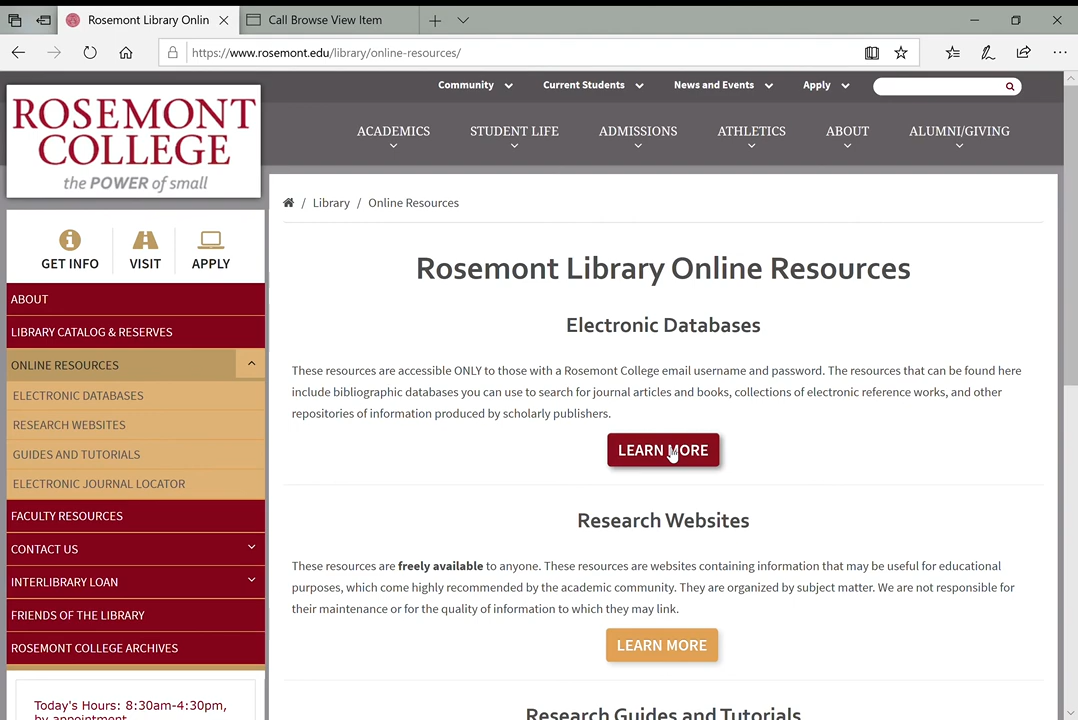 Rosemont Library Onlin
Call Browse View Item
https://www.rosemont.edu/library/online-resources/
Community
Current Students
News and Events
Apply
ROSEMONT
COLLEGE
the POWER of small
ACADEMICS
STUDENT LIFE
ADMISSIONS
ATHLETICS
ABOUT
ALUMNI/GIVING
GET INFO
VISIT
APPLY
ABOUT
LIBRARY CATALOG & RESERVES
ONLINE RESOURCES
ELECTRONIC DATABASES
RESEARCH WEBSITES
GUIDES AND TUTORIALS
ELECTRONIC JOURNAL LOCATOR
FACULTY RESOURCES
CONTACT US
INTERLIBRARY LOAN
FRIENDS OF THE LIBRARY
ROSEMONT COLLEGE ARCHIVES
Today's Hours: 8:30am-4:30pm,
by appointment
/ Library / Online Resources
Rosemont Library Online Resources
Electronic Databases
These resources are accessible ONLY to those with a Rosemont College email username and password. The resources that can be found here
include bibliographic databases you can use to search for journal articles and books, collections of electronic reference works, and other
repositories of information produced by scholarly publishers.
LEARN MORE
Research Websites
These resources are freely available to anyone. These resources are websites containing information that may be useful for educational
purposes, which come highly recommended by the academic community. They are organized by subject matter. We are not responsible for
their maintenance or for the quality of information to which they may link.
LEARN MORE
Research Guides and Tutorials